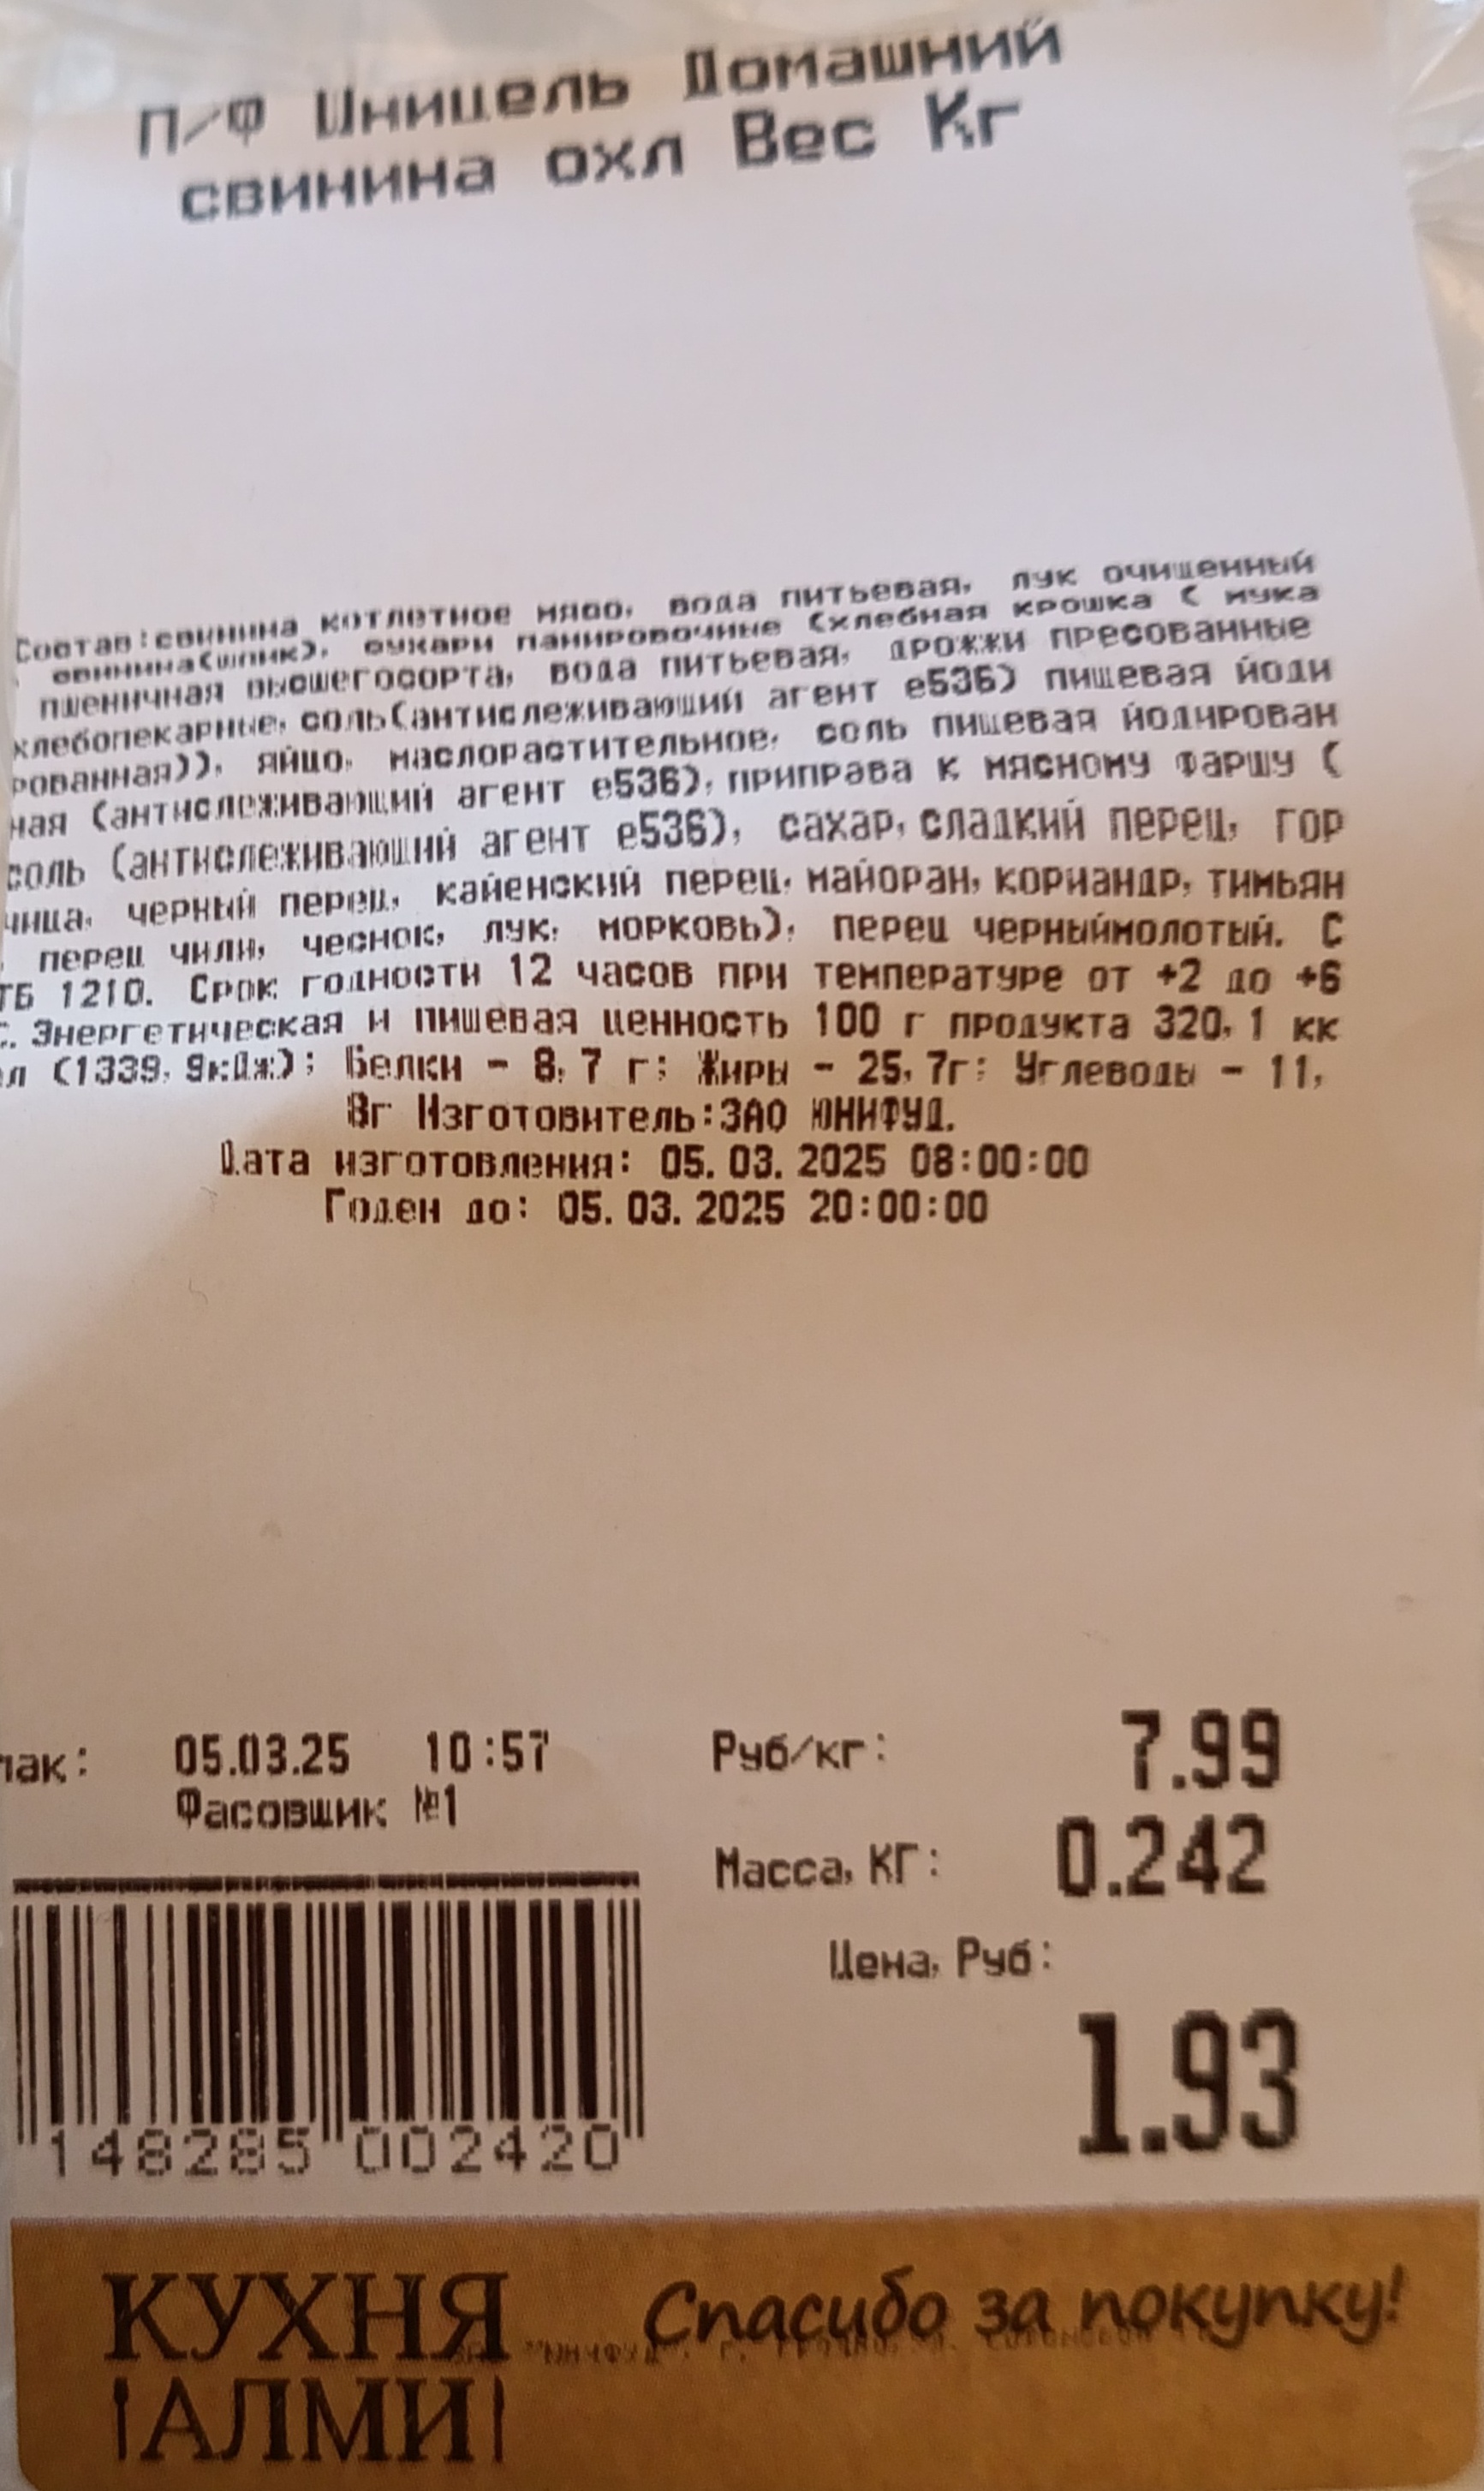 П/Ф Шницель Домашний
свинина охл Вес Кг
Состав:свинина котлетное мясо, вода питьевая, лук очищенный
, свинина(шпик), сухари панировочные (хлебная крошка ( мука
пшеничная высшегосорта, вода питьевая, дрожжи пресованные
хлебопекарные, соль(антислеживающий агент е536) пищевая йоди
рованная)), яйцо, маслорастительное, соль пищевая йодирован
ная (антислеживающий агент е536), приправа к мясному фаршу (
соль (антислеживающий агент е536), сахар, сладкий перец, гор
чица, черный перец, кайенский перец, майоран, кориандр, тимьян
, перец чили, чеснок, лук, морковь), перец черныймолотый. С
ТБ 1210. Срок годности 12 часов при температуре от +2 до +6
С. Энергетическая и пищевая ценность 100 г продукта 320,1 кк
ал (1339,9кДж); Белки - 8,7 г; Жиры - 25,7г; Углеводы - 11,
8г Изготовитель:ЗАО ЮНИФУД.
Дата изготовления: 05.03.2025 08:00:00
Годен до: 05.03.2025 20:00:00
пак: 05.03.25 10:57
Фасовщик №1
Руб/кг: 7.99
Масса, КГ: 0.242
Цена, Руб:
1.93
148285 002420
КУХНЯ
АЛМИ
Спасибо за покупку!
"ЮНИФУД", г.